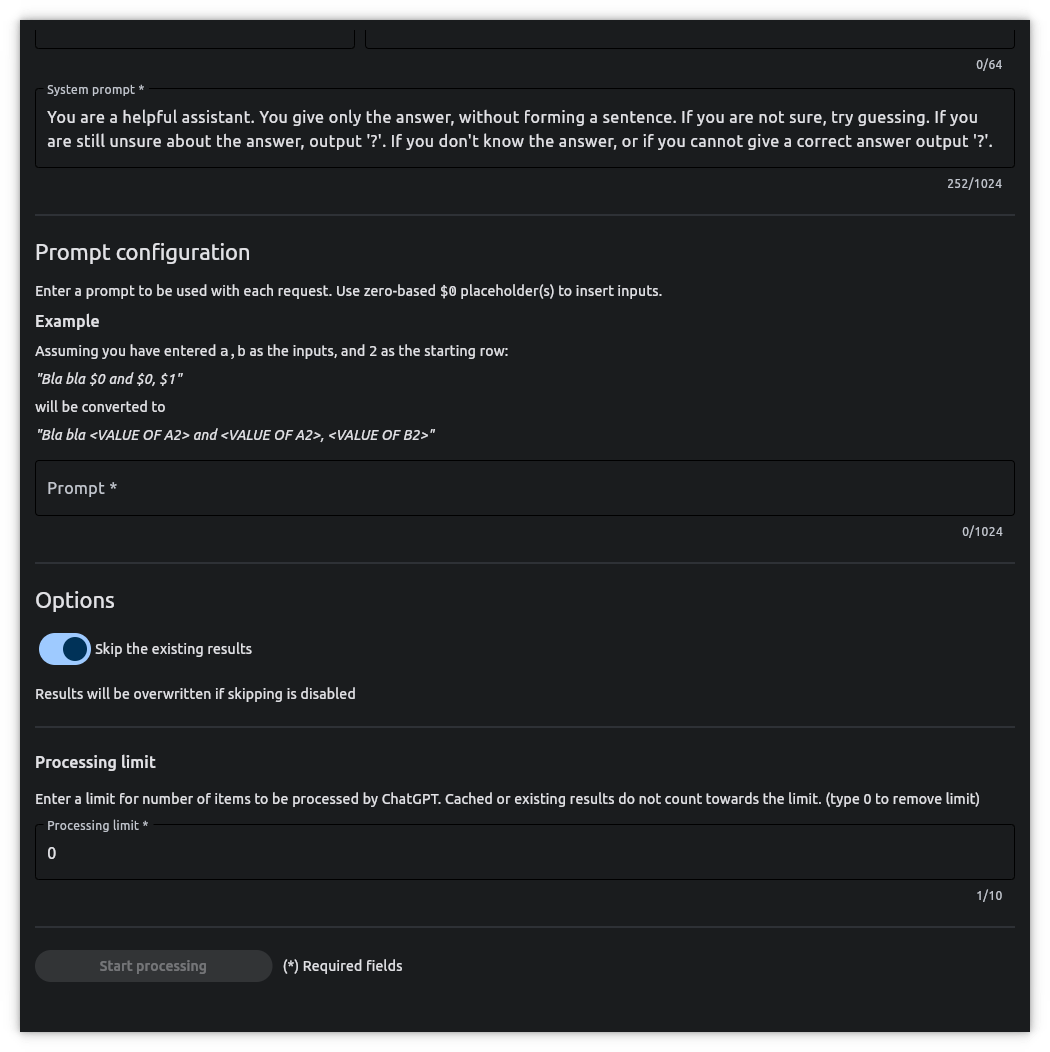 0/64
System prompt *
You are a helpful assistant. You give only the answer, without forming a sentence. If you are not sure, try guessing. If you
are still unsure about the answer, output '?'. If you don't know the answer, or if you cannot give a correct answer output '?'.
252/1024
Prompt configuration
Enter a prompt to be used with each request. Use zero-based $0 placeholder(s) to insert inputs.
Example
Assuming you have entered a,b as the inputs, and 2 as the starting row:
"Bla bla $0 and $0, $1"
will be converted to
"Bla bla <VALUE OF A2> and <VALUE OF A2>, <VALUE OF B2>"
Prompt *
0/1024
Options
Skip the existing results
Results will be overwritten if skipping is disabled
Processing limit
Enter a limit for number of items to be processed by ChatGPT. Cached or existing results do not count towards the limit. (type 0 to remove limit)
Processing limit *
0
1/10
Start processing (*) Required fields